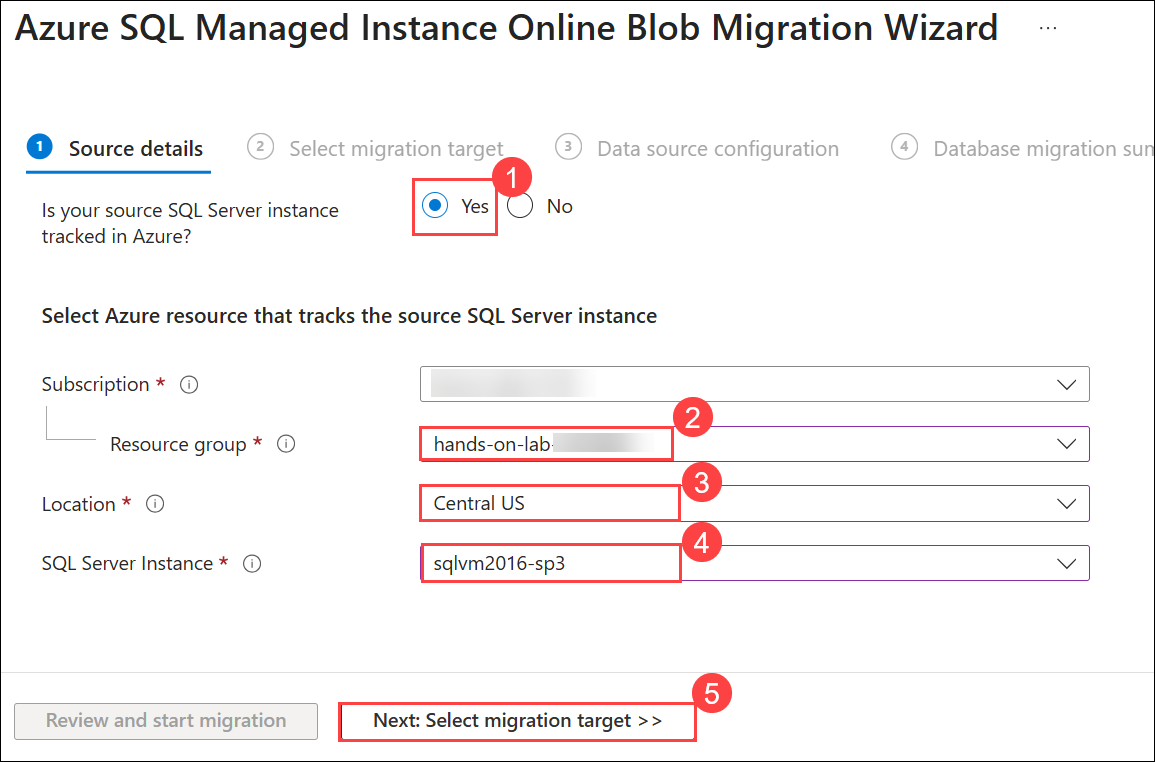 Azure SQL Managed Instance Online Blob Migration Wizard ...
1 Source details 2 Select migration target 3 Data source configuration 4 Database migration sum
1
Is your source SQL Server instance Yes No
tracked in Azure?
Select Azure resource that tracks the source SQL Server instance
Subscription * i
2
Resource group * i hands-on-lab-
3
Location * i Central US
4
SQL Server Instance * i sqlvm2016-sp3
5
Review and start migration Next: Select migration target >>